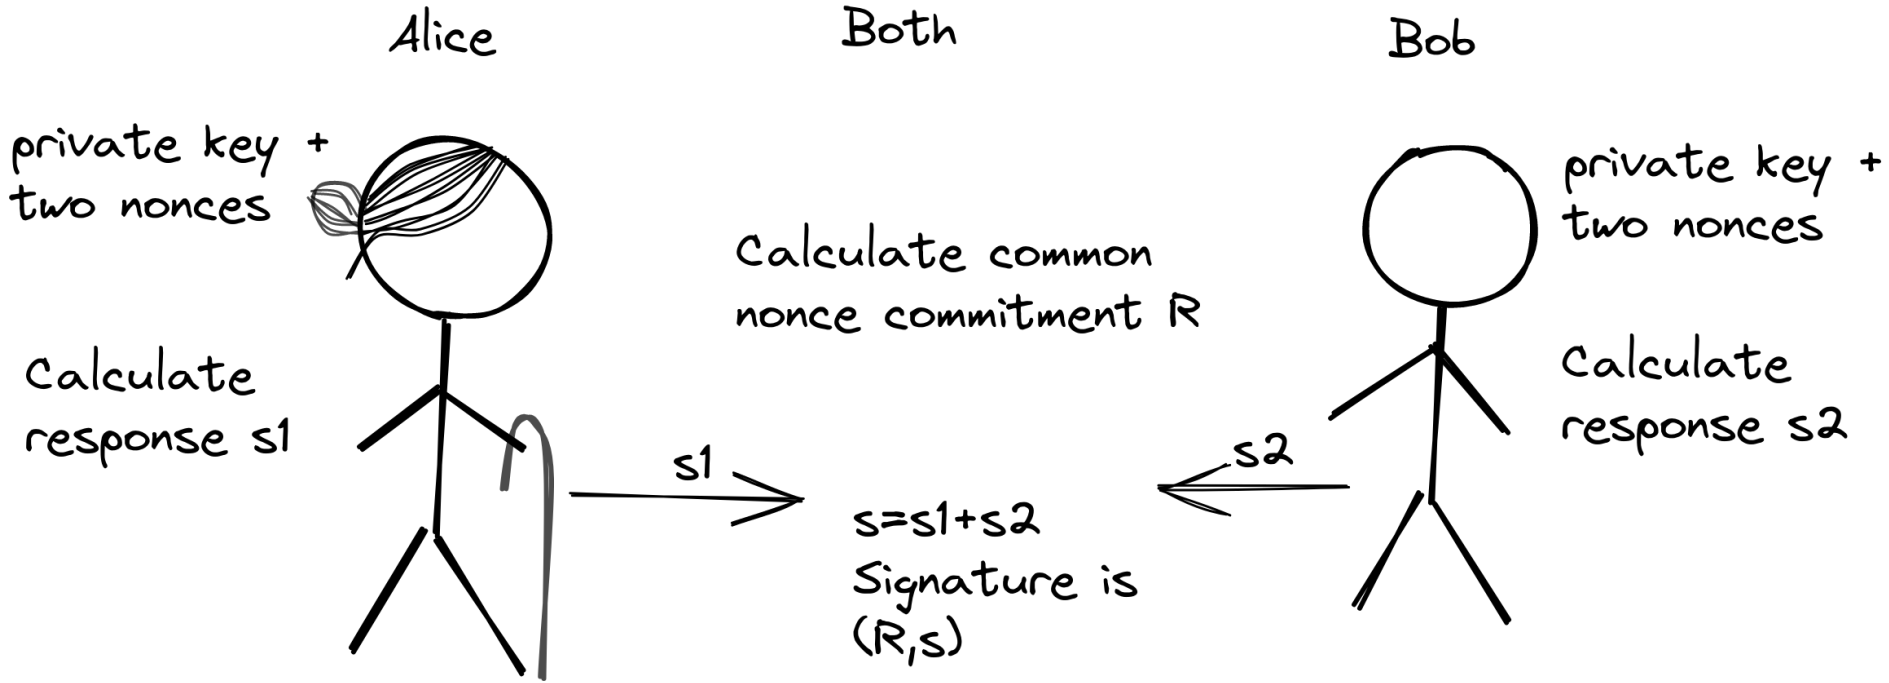 Alice
Both
Bob
private key +
two nonces
private key +
two nonces
Calculate common
nonce commitment R
Calculate
response s1
Calculate
response s2
s1
s2
s=s1+s2
Signature is
(R,s)